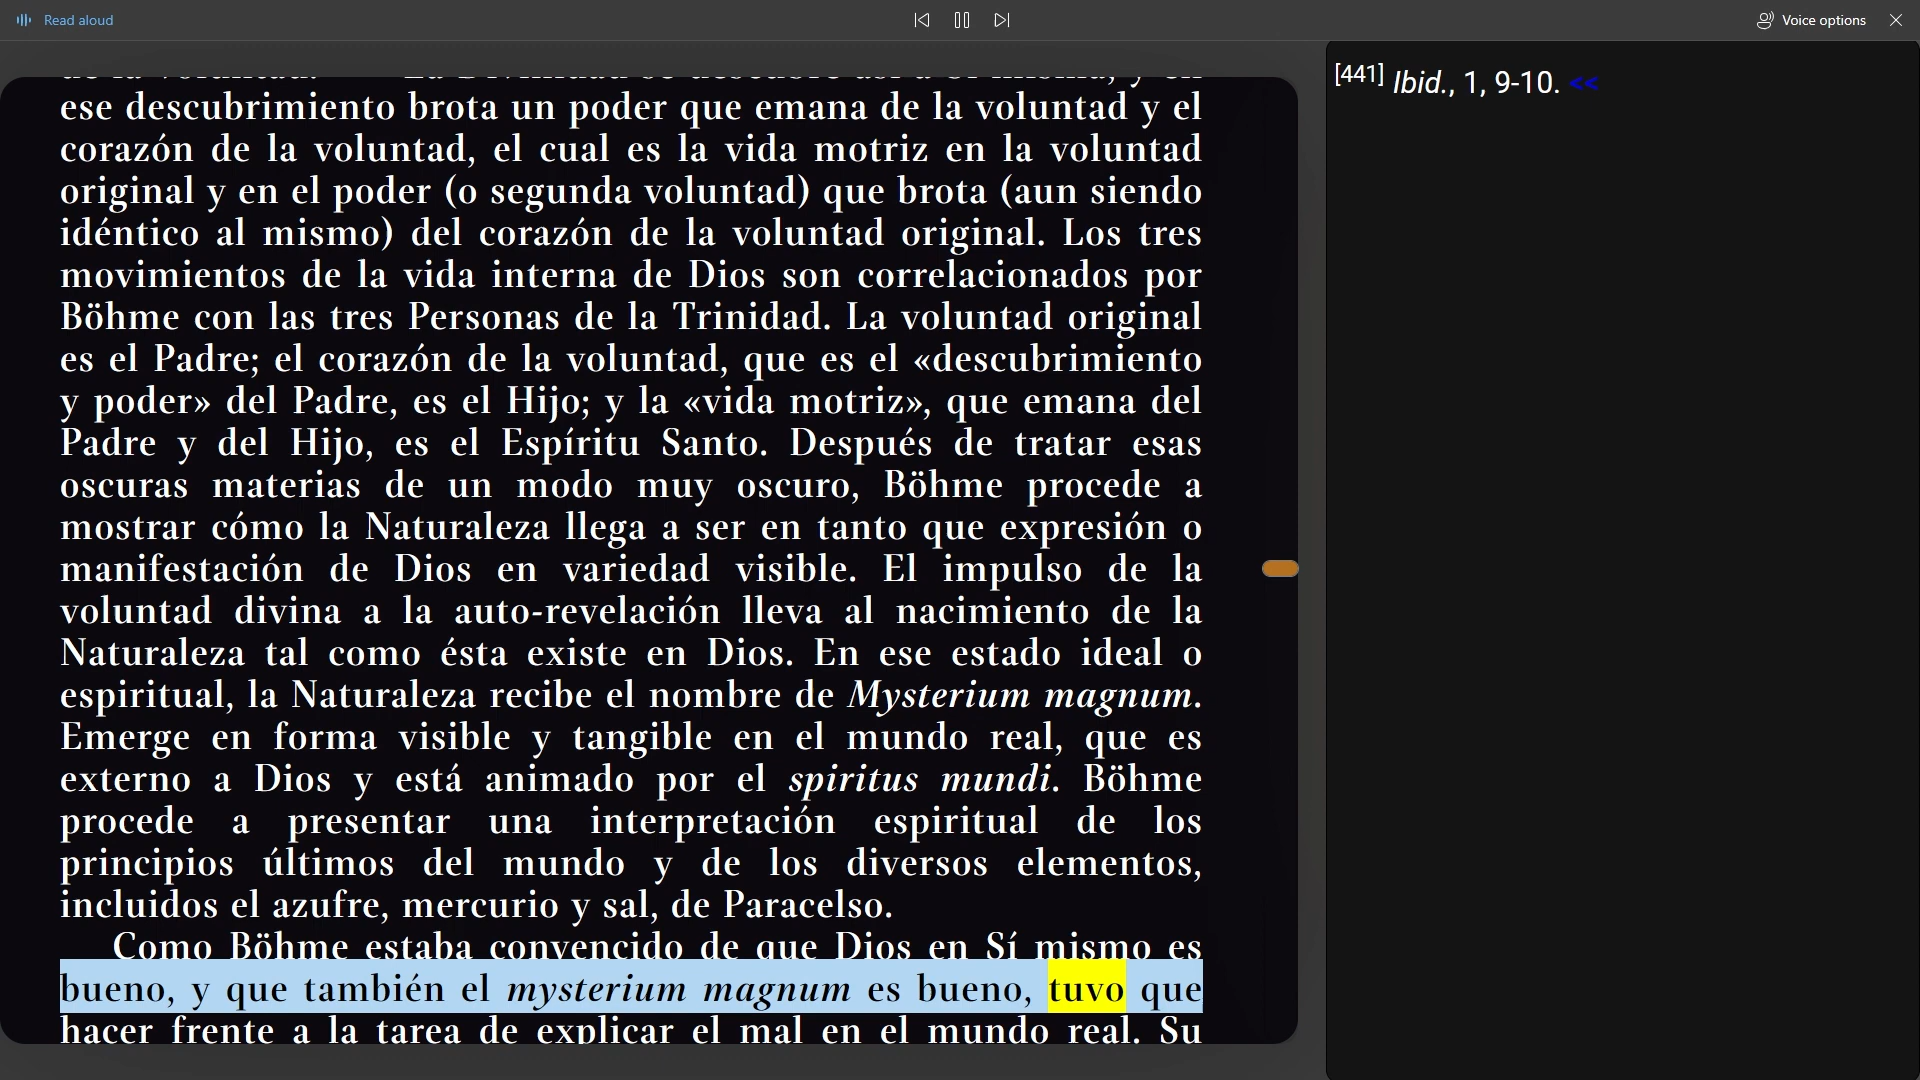 Read aloud
Voice options
ese descubrimiento brota un poder que emana de la voluntad y el
corazón de la voluntad, el cual es la vida motriz en la voluntad
original y en el poder (o segunda voluntad) que brota (aun siendo
idéntico al mismo) del corazón de la voluntad original. Los tres
movimientos de la vida interna de Dios son correlacionados por
Böhme con las tres Personas de la Trinidad. La voluntad original
es el Padre; el corazón de la voluntad, que es el «descubrimiento
y poder» del Padre, es el Hijo; y la «vida motriz», que emana del
Padre y del Hijo, es el Espíritu Santo. Después de tratar esas
oscuras materias de un modo muy oscuro, Böhme procede a
mostrar cómo la Naturaleza llega a ser en tanto que expresión o
manifestación de Dios en variedad visible. El impulso de la
voluntad divina a la auto-revelación lleva al nacimiento de la
Naturaleza tal como ésta existe en Dios. En ese estado ideal o
espiritual, la Naturaleza recibe el nombre de Mysterium magnum.
Emerge en forma visible y tangible en el mundo real, que es
externo a Dios y está animado por el spiritus mundi. Böhme
procede a presentar una interpretación espiritual de los
principios últimos del mundo y de los diversos elementos,
incluidos el azufre, mercurio y sal, de Paracelso.
Como Böhme estaba convencido de que Dios en Sí mismo es
bueno, y que también el mysterium magnum es bueno, tuvo que
hacer frente a la tarea de explicar el mal en el mundo real. Su
[441] Ibid., 1, 9-10. <<